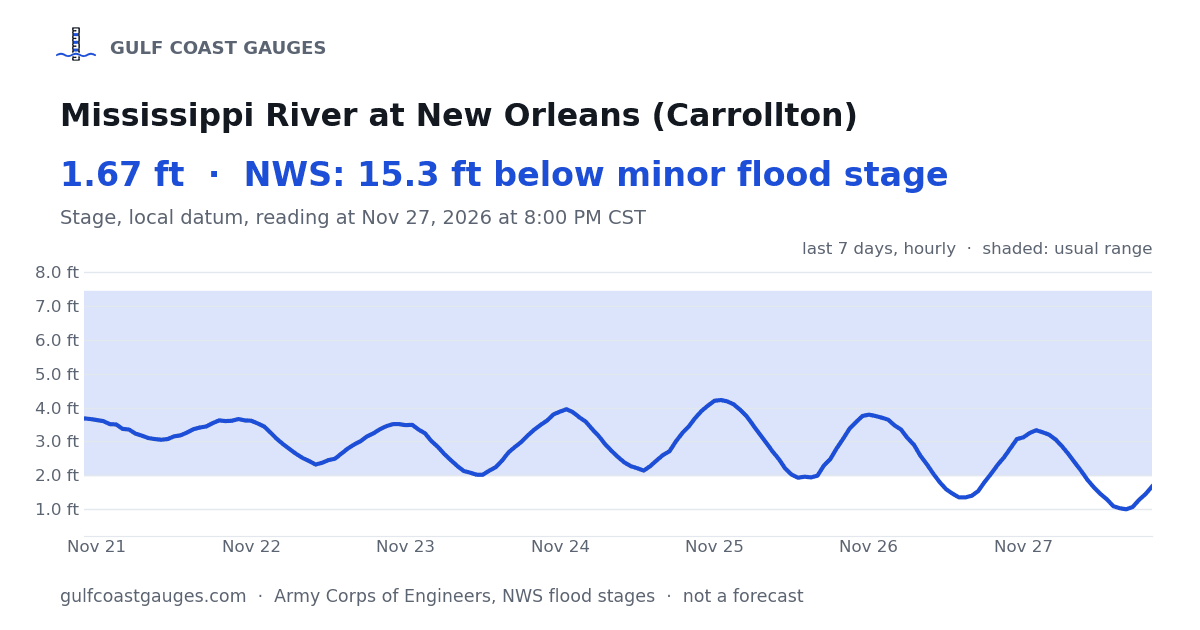 GULF COAST GAUGES
Mississippi River at New Orleans (Carrollton)
1.67 ft · NWS: 15.3 ft below minor flood stage
Stage, local datum, reading at Nov 27, 2026 at 8:00 PM CST
last 7 days, hourly · shaded: usual range
8.0 ft
7.0 ft
6.0 ft
5.0 ft
4.0 ft
3.0 ft
2.0 ft
1.0 ft
Nov 21 Nov 22 Nov 23 Nov 24 Nov 25 Nov 26 Nov 27
gulfcoastgauges.com · Army Corps of Engineers, NWS flood stages · not a forecast